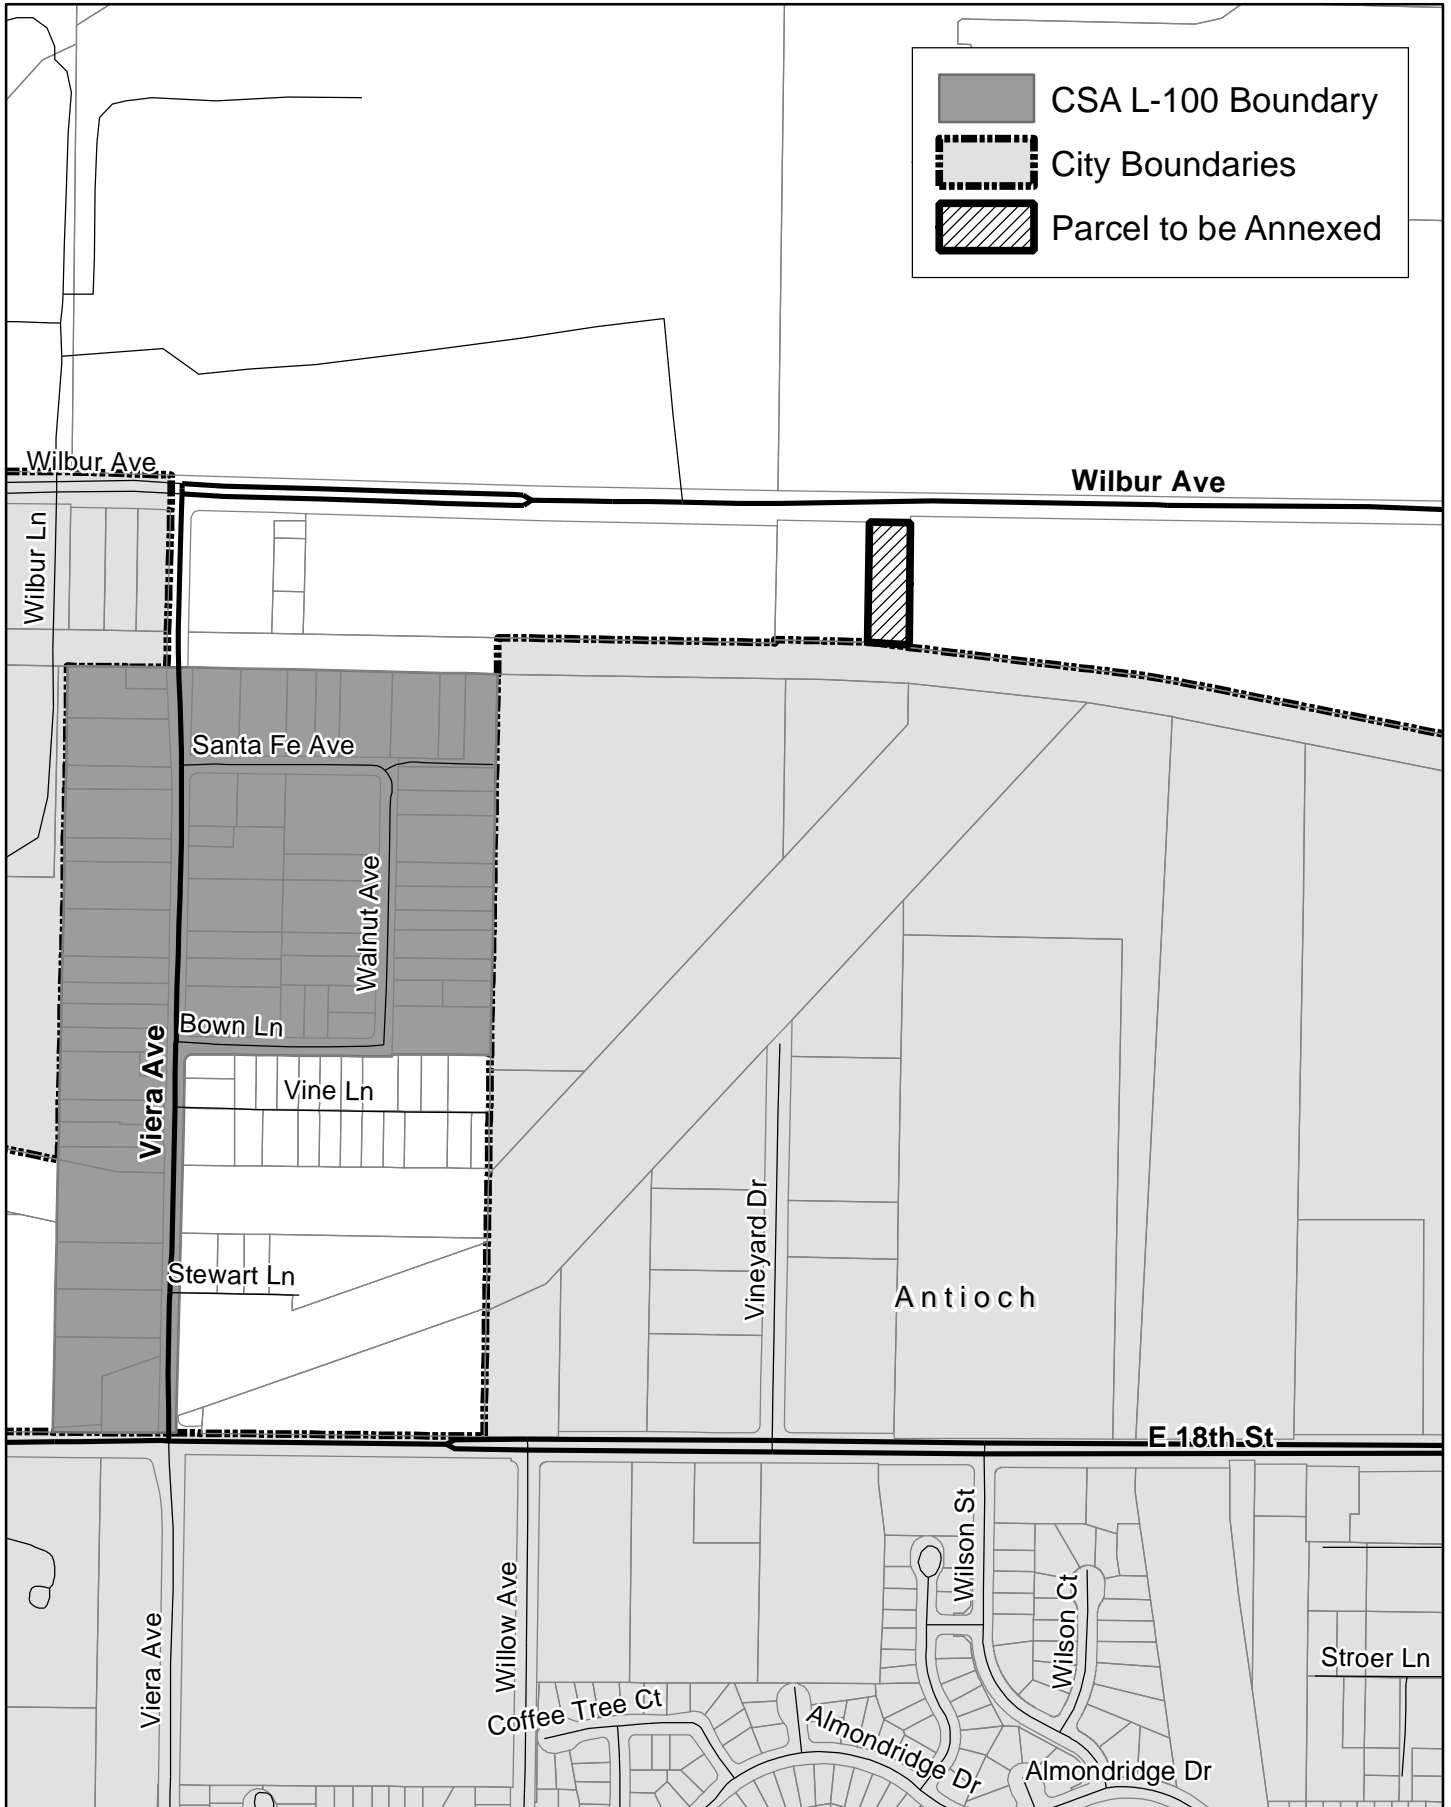 CSA L-100 Boundary
City Boundaries
Parcel to be Annexed
Wilbur Ave
Wilbur Ave
Wilbur Ln
Santa Fe Ave
Walnut Ave
Bown Ln
Viera Ave
Vine Ln
Stewart Ln
Vineyard Dr
Antioch
E 18th St
Wilson St
Willow Ave
Wilson Ct
Viera Ave
Stroer Ln
Coffee Tree Ct
Almondridge Dr
Almondridge Dr